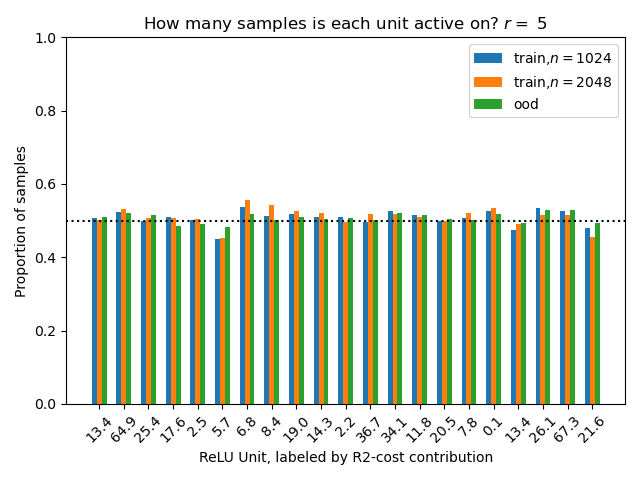 How many samples is each unit active on? r = 5
1.0
0.8
0.6
0.4
0.2
0.0
Proportion of samples
train,n = 1024
train,n = 2048
ood
13.4 64.9 25.4 17.6 2.5 5.7 6.8 8.4 19.0 14.3 2.2 36.7 34.1 11.8 20.5 7.8 0.1 13.4 26.1 67.3 21.6
ReLU Unit, labeled by R2-cost contribution